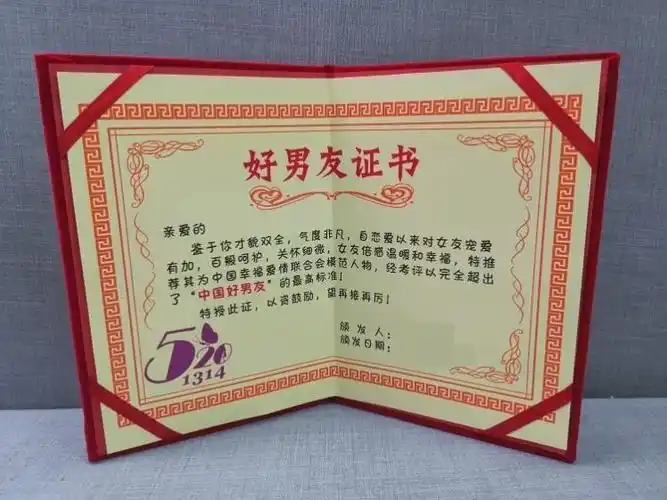 好男友证书
亲爱的
鉴于你才貌双全，气度非凡，自恋爱以来对女友宠爱
有加，百般呵护，关怀细微，女友倍感温暖和幸福，特推
荐其为中国幸福爱情联合会模范人物，经考评以完全超出
了“中国好男友”的最高标准！
特授此证，以资鼓励，望再接再厉！
颁发人：
颁发日期：
520
1314